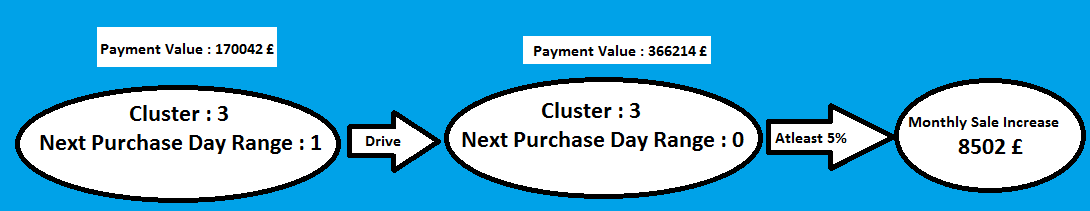 Payment Value : 170042 £
Cluster : 3
Next Purchase Day Range : 1
Drive
Payment Value : 366214 £
Cluster : 3
Next Purchase Day Range : 0
Atleast 5%
Monthly Sale Increase
8502 £